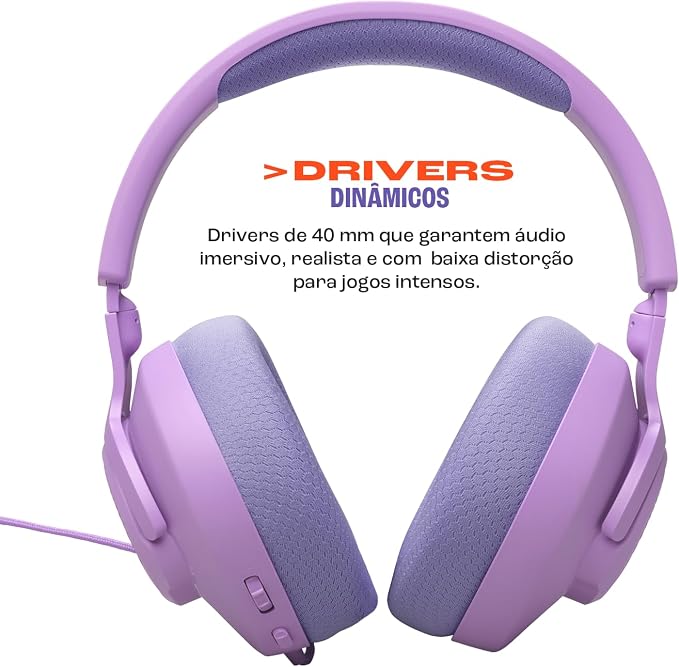 >DRIVERS
DINÂMICOS
Drivers de 40 mm que garantem áudio
imersivo, realista e com baixa distorção
para jogos intensos.